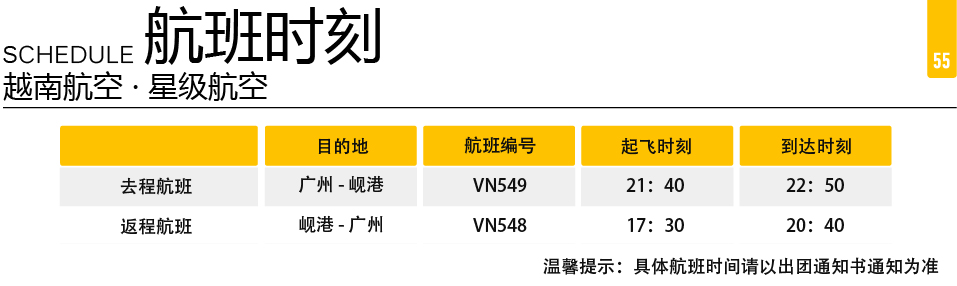 SCHEDULE 航班时刻
55
越南航空 · 星级航空
目的地 航班编号 起飞时刻 到达时刻
去程航班 广州 - 岘港 VN549 21：40 22：50
返程航班 岘港 - 广州 VN548 17：30 20：40
温馨提示：具体航班时间请以出团通知书通知为准